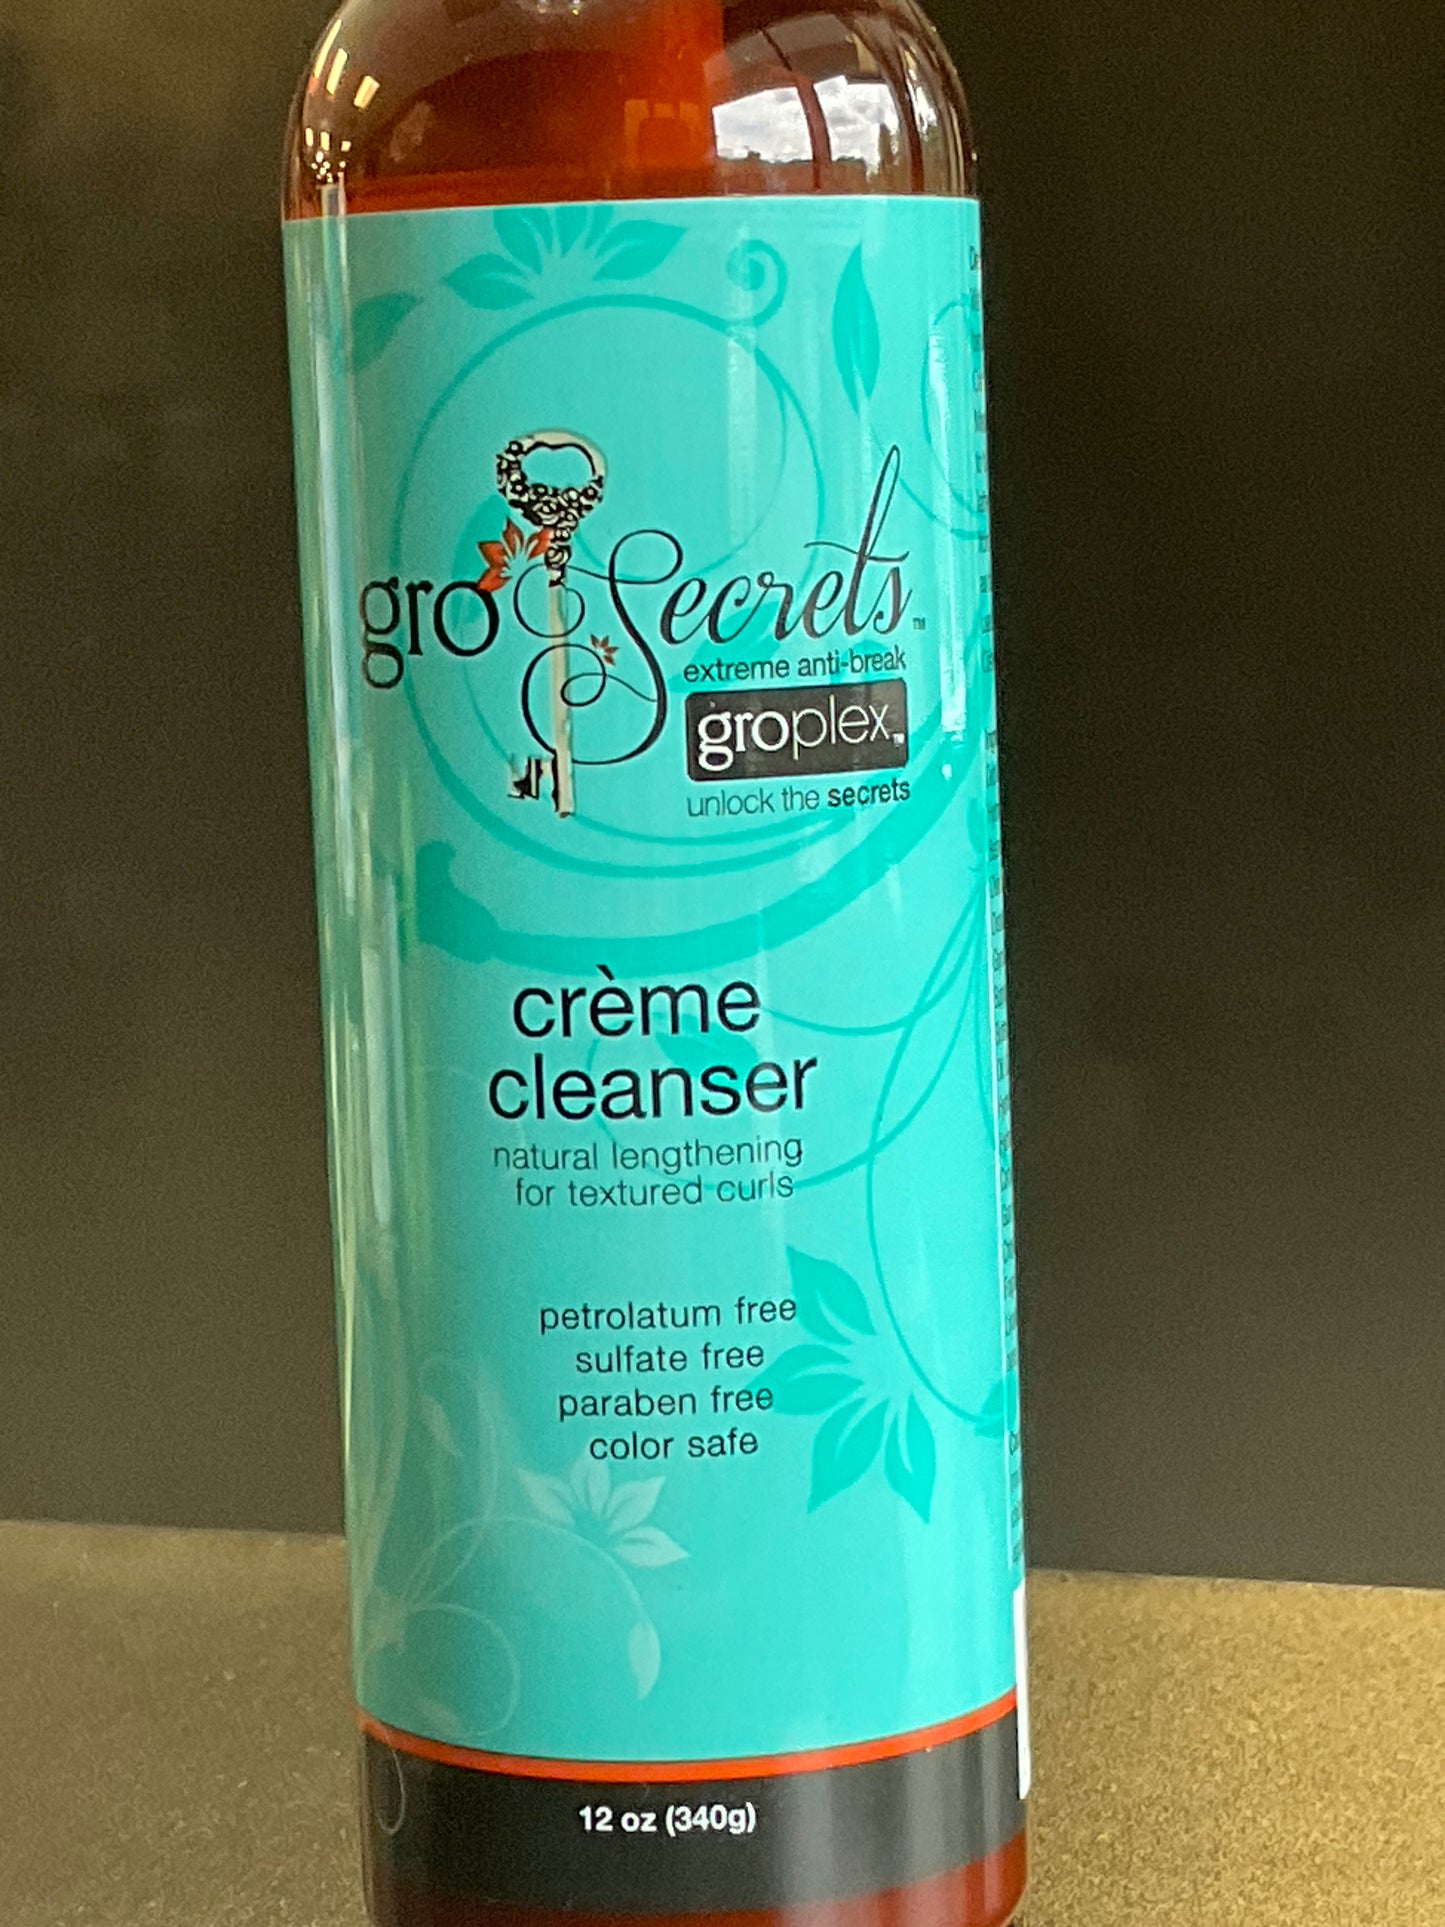 gro Secrets™
extreme anti-break
groplex™
unlock the secrets
crème
cleanser
natural lengthening
for textured curls
petrolatum free
sulfate free
paraben free
color safe
12 oz (340g)